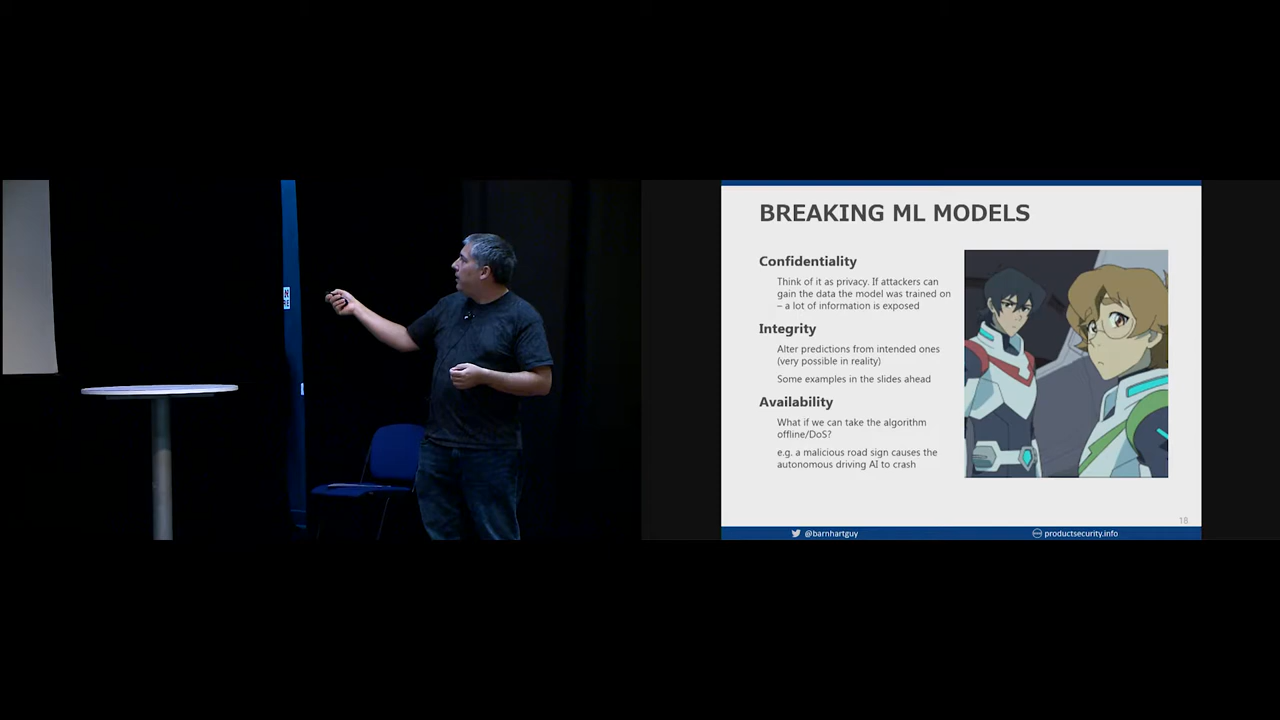 BREAKING ML MODELS
Confidentiality
Think of it as privacy. If attackers can
gain the data the model was trained on
– a lot of information is exposed
Integrity
Alter predictions from intended ones
(very possible in reality)
Some examples in the slides ahead
Availability
What if we can take the algorithm
offline/DoS?
e.g. a malicious road sign causes the
autonomous driving AI to crash
18
@barnhartguy
productsecurity.info